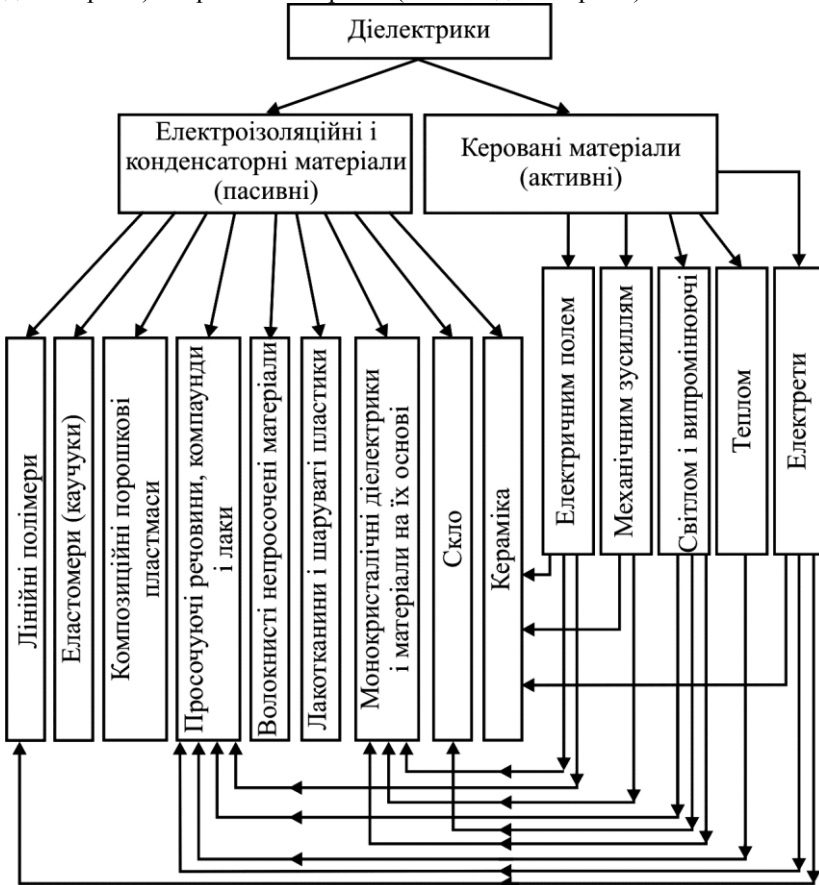 Діелектрики
Електроізоляційні і
конденсаторні матеріали
(пасивні)
Керовані матеріали
(активні)
Лінійні полімери
Еластомери (каучуки)
Композиційні порошкові
пластмаси
Просочуючі речовини, компаунди
і лаки
Волокнисті непросочені матеріали
Лакотканини і шаруваті пластики
Монокристалічні діелектрики
і матеріали на їх основі
Скло
Кераміка
Електричним полем
Механічним зусиллям
Світлом і випромінюючі
Теплом
Електрети